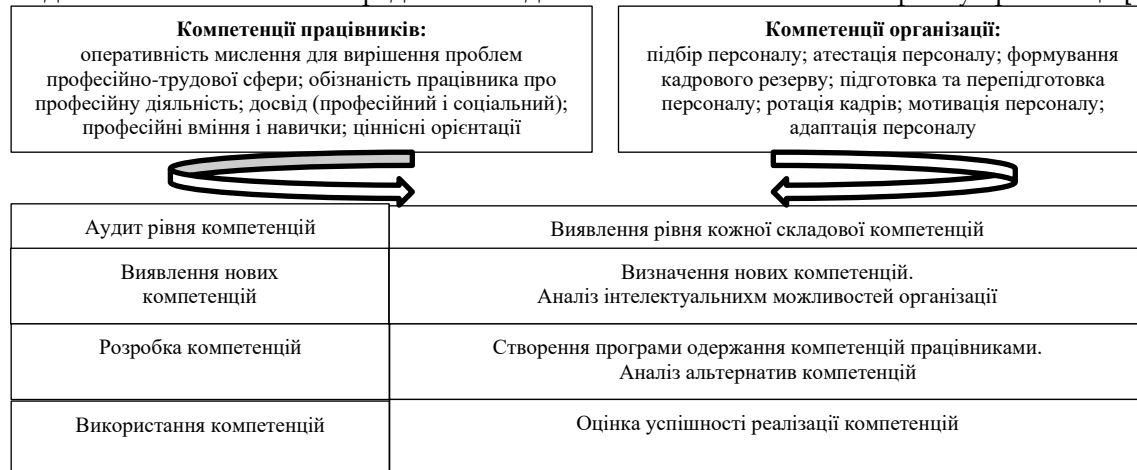 Компетенції працівників:
оперативність мислення для вирішення проблем
професійно-трудової сфери; обізнаність працівника про
професійну діяльність; досвід (професійний і соціальний);
професійні вміння і навички; ціннісні орієнтації
Компетенції організації:
підбір персоналу; атестація персоналу; формування
кадрового резерву; підготовка та перепідготовка
персоналу; ротація кадрів; мотивація персоналу;
адаптація персоналу
Аудит рівня компетенцій
Виявлення рівня кожної складової компетенцій
Виявлення нових
компетенцій
Визначення нових компетенцій.
Аналіз інтелектуальнихм можливостей організації
Розробка компетенцій
Створення програми одержання компетенцій працівниками.
Аналіз альтернатив компетенцій
Використання компетенцій
Оцінка успішності реалізації компетенцій